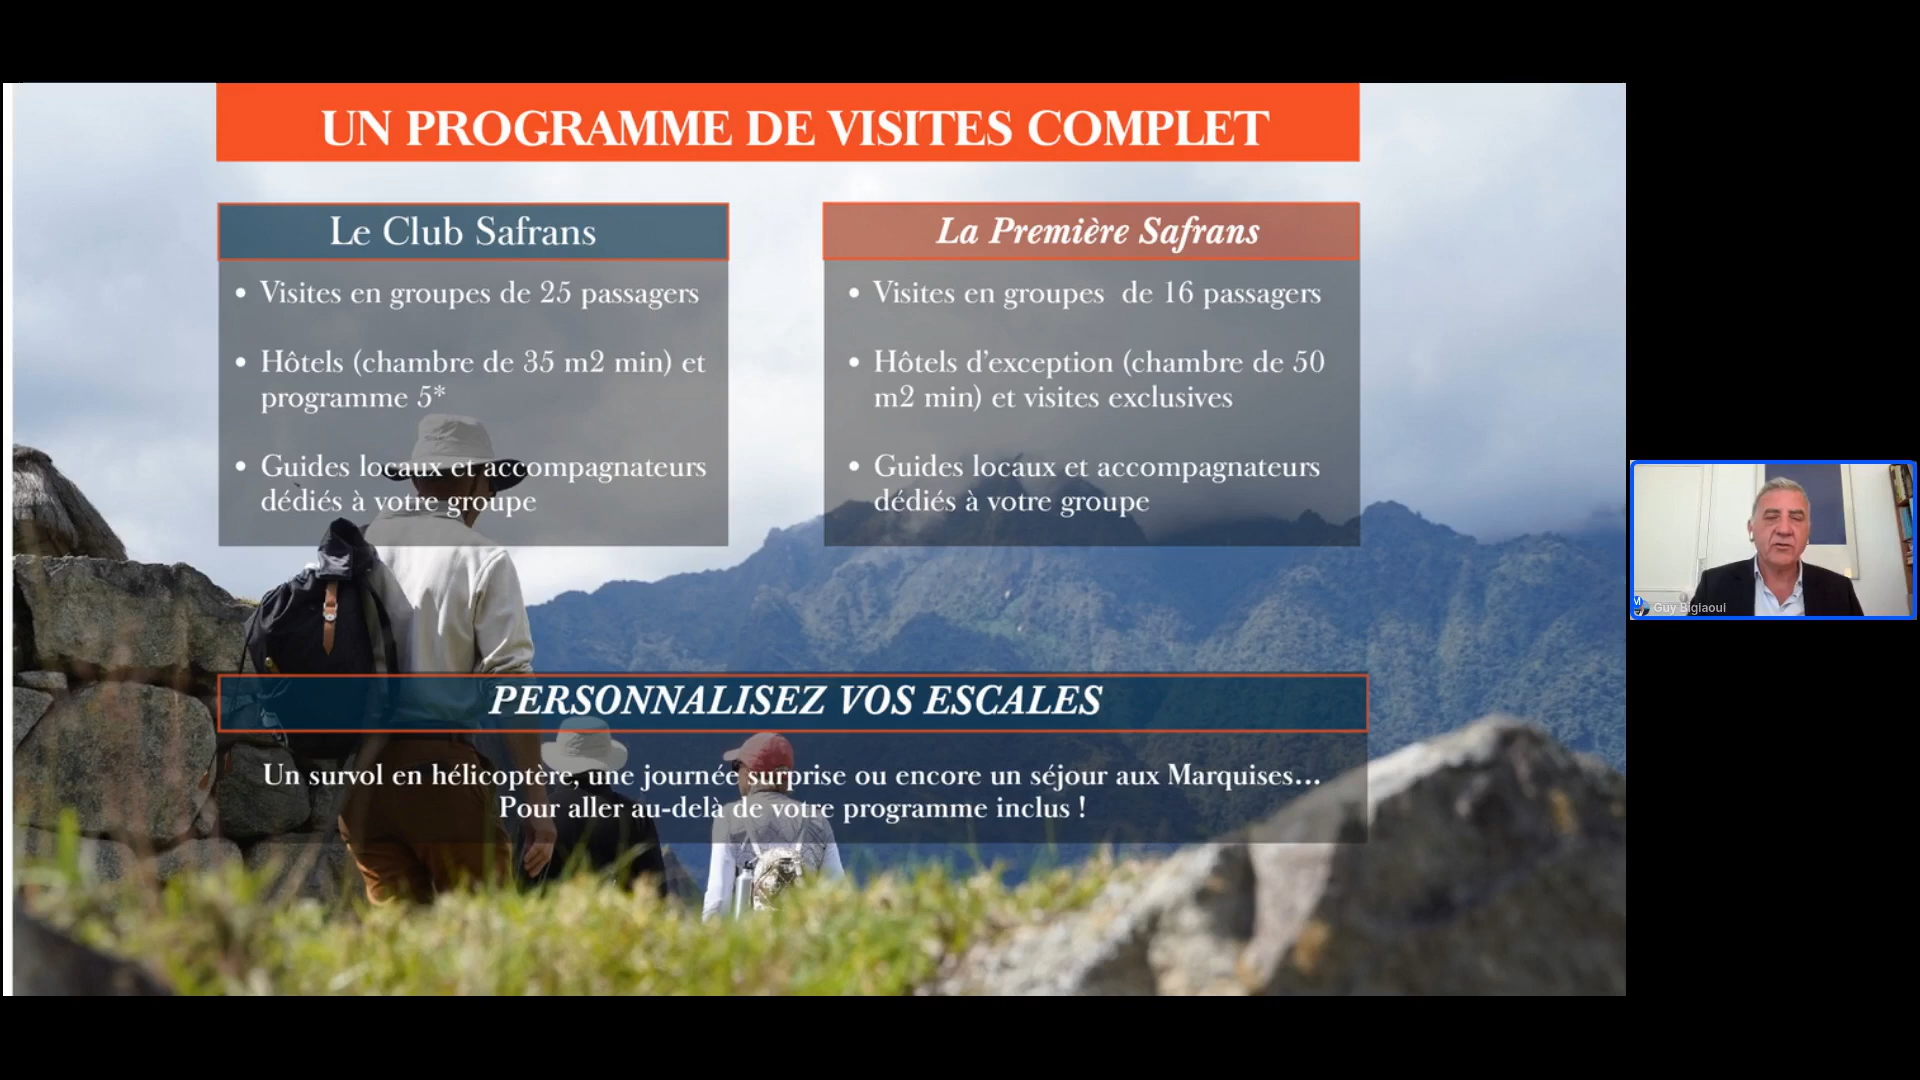 UN PROGRAMME DE VISITES COMPLET
Le Club Safrans
• Visites en groupes de 25 passagers
• Hôtels (chambre de 35 m2 min) et
programme 5*
• Guides locaux et accompagnateurs
dédiés à votre groupe
La Première Safrans
• Visites en groupes de 16 passagers
• Hôtels d’exception (chambre de 50
m2 min) et visites exclusives
• Guides locaux et accompagnateurs
dédiés à votre groupe
PERSONNALISEZ VOS ESCALES
Un survol en hélicoptère, une journée surprise ou encore un séjour aux Marquises…
Pour aller au-delà de votre programme inclus !
Guy Biglaoui